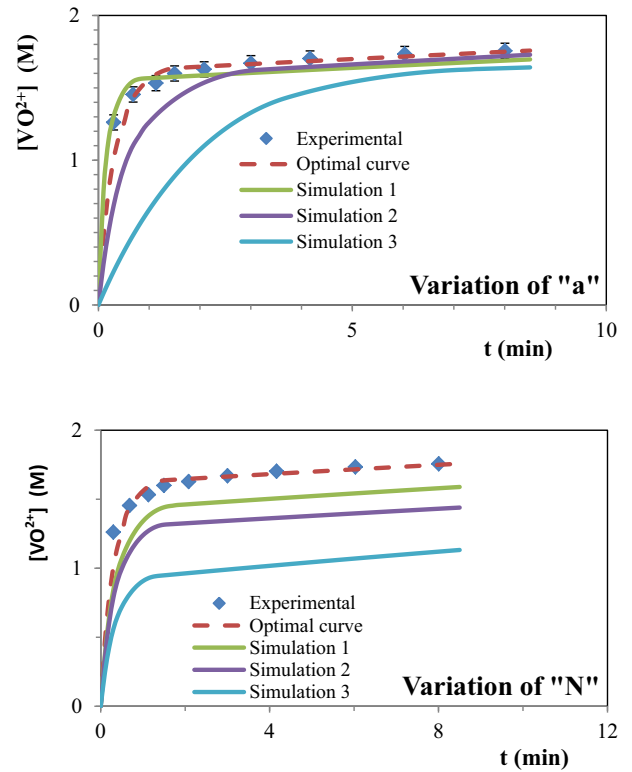 2
1
0
[VO²⁺] (M)
Experimental
Optimal curve
Simulation 1
Simulation 2
Simulation 3
Variation of "a"
0 5 10
t (min)
2
1
0
[VO²⁺] (M)
Experimental
Optimal curve
Simulation 1
Simulation 2
Simulation 3
Variation of "N"
0 4 8 12
t (min)